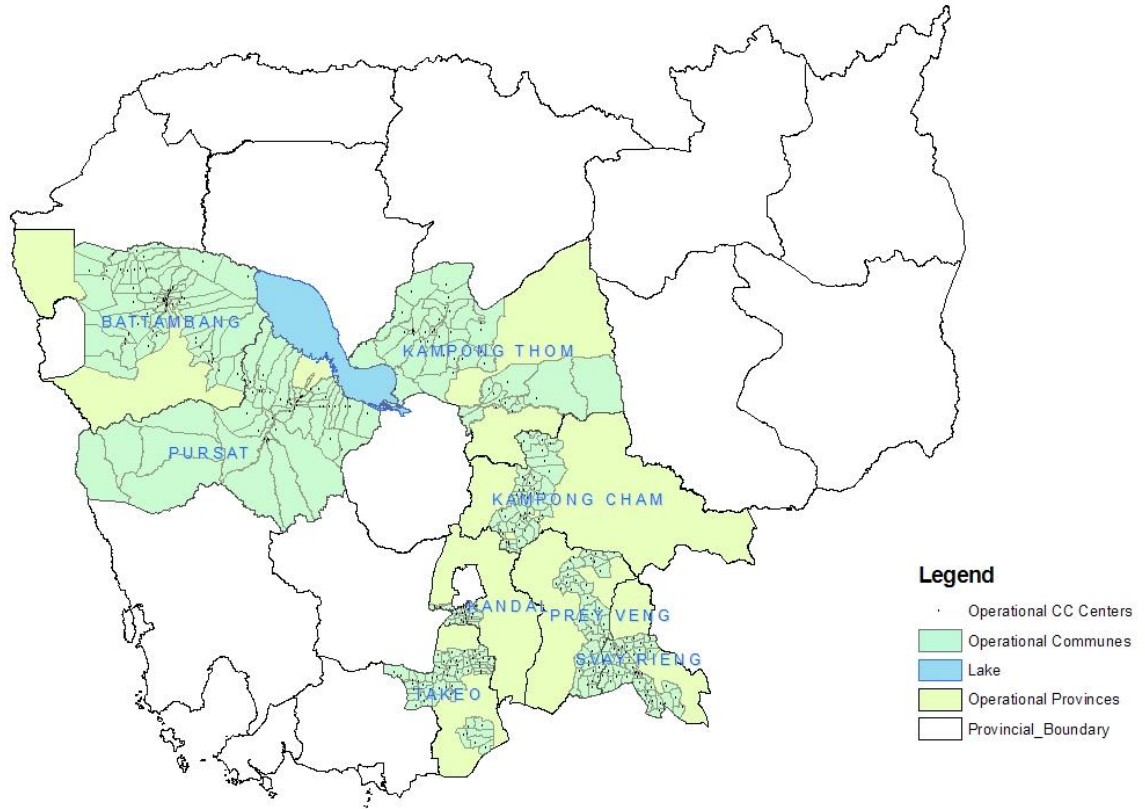 BATTAMBANG
KAMPONG THOM
PURSAT
KAMPONG CHAM
KANDAL
PREY VENG
SVAY RIENG
TAKEO
Legend
Operational CC Centers
Operational Communes
Lake
Operational Provinces
Provincial_Boundary